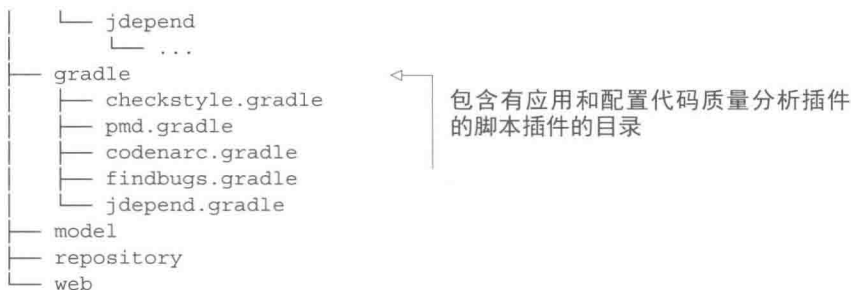 jdepend
...
gradle
checkstyle.gradle
包含有应用和配置代码质量分析插件
pmd.gradle
的脚本插件的目录
codenarc.gradle
findbugs.gradle
jdepend.gradle
model
repository
web